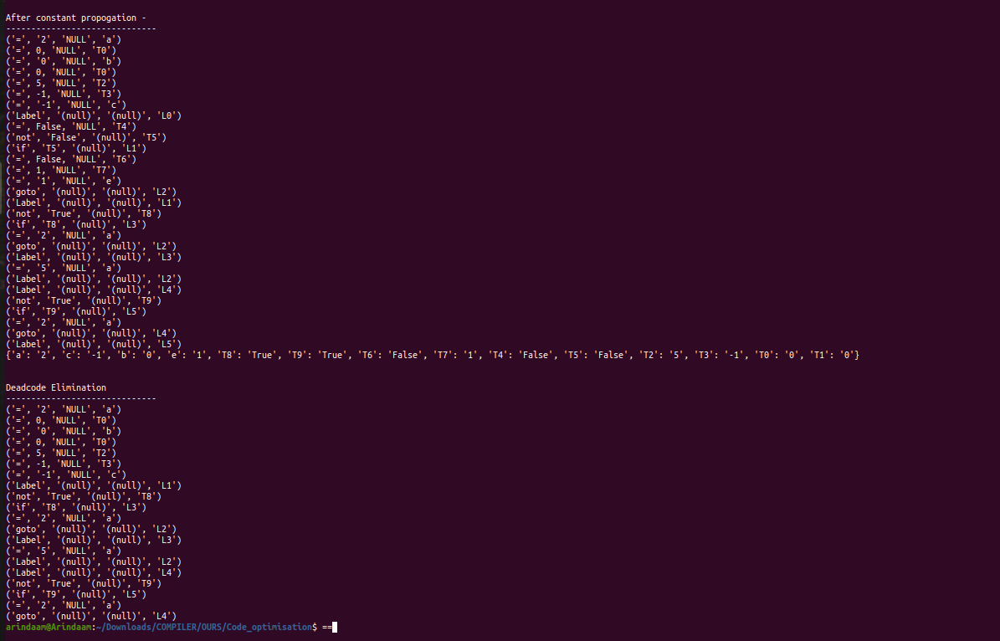 After constant propogation -
------------------------------
('=', '2', 'NULL', 'a')
('=', 0, 'NULL', 'T0')
('=', '0', 'NULL', 'b')
('=', 0, 'NULL', 'T0')
('=', 5, 'NULL', 'T2')
('=', -1, 'NULL', 'T3')
('=', '-1', 'NULL', 'c')
('Label', '(null)', '(null)', 'L0')
('=', False, 'NULL', 'T4')
('not', 'False', '(null)', 'T5')
('if', 'T5', '(null)', 'L1')
('=', False, 'NULL', 'T6')
('=', 1, 'NULL', 'T7')
('=', '1', 'NULL', 'e')
('goto', '(null)', '(null)', 'L2')
('Label', '(null)', '(null)', 'L1')
('not', 'True', '(null)', 'T8')
('if', 'T8', '(null)', 'L3')
('=', '2', 'NULL', 'a')
('goto', '(null)', '(null)', 'L2')
('Label', '(null)', '(null)', 'L3')
('=', '5', 'NULL', 'a')
('Label', '(null)', '(null)', 'L2')
('Label', '(null)', '(null)', 'L4')
('not', 'True', '(null)', 'T9')
('if', 'T9', '(null)', 'L5')
('=', '2', 'NULL', 'a')
('goto', '(null)', '(null)', 'L4')
('Label', '(null)', '(null)', 'L5')
{'a': '2', 'c': '-1', 'b': '0', 'e': '1', 'T8': 'True', 'T9': 'True', 'T6': 'False', 'T7': '1', 'T4': 'False', 'T5': 'False', 'T2': '5', 'T3': '-1', 'T0': '0', 'T1': '0'}
Deadcode Elimination
------------------------------
('=', '2', 'NULL', 'a')
('=', 0, 'NULL', 'T0')
('=', '0', 'NULL', 'b')
('=', 0, 'NULL', 'T0')
('=', 5, 'NULL', 'T2')
('=', -1, 'NULL', 'T3')
('=', '-1', 'NULL', 'c')
('Label', '(null)', '(null)', 'L1')
('not', 'True', '(null)', 'T8')
('if', 'T8', '(null)', 'L3')
('=', '2', 'NULL', 'a')
('goto', '(null)', '(null)', 'L2')
('Label', '(null)', '(null)', 'L3')
('=', '5', 'NULL', 'a')
('Label', '(null)', '(null)', 'L2')
('Label', '(null)', '(null)', 'L4')
('not', 'True', '(null)', 'T9')
('if', 'T9', '(null)', 'L5')
('=', '2', 'NULL', 'a')
('goto', '(null)', '(null)', 'L4')
arindaam@Arindaam:~/Downloads/COMPILER/OURS/Code_optimisation$ ==